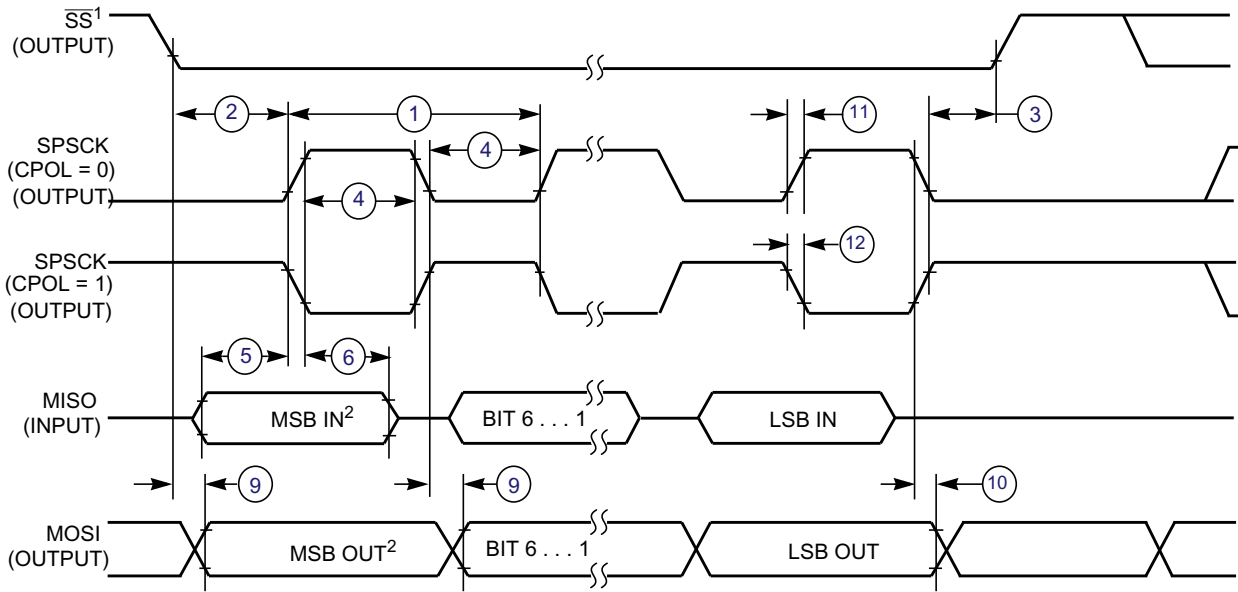 SS¹
(OUTPUT)
2
1
11
3
SPSCK
(CPOL = 0)
(OUTPUT)
4
4
12
SPSCK
(CPOL = 1)
(OUTPUT)
5
6
MISO
(INPUT)
MSB IN²
BIT 6 . . . 1
LSB IN
9
9
10
MOSI
(OUTPUT)
MSB OUT²
BIT 6 . . . 1
LSB OUT